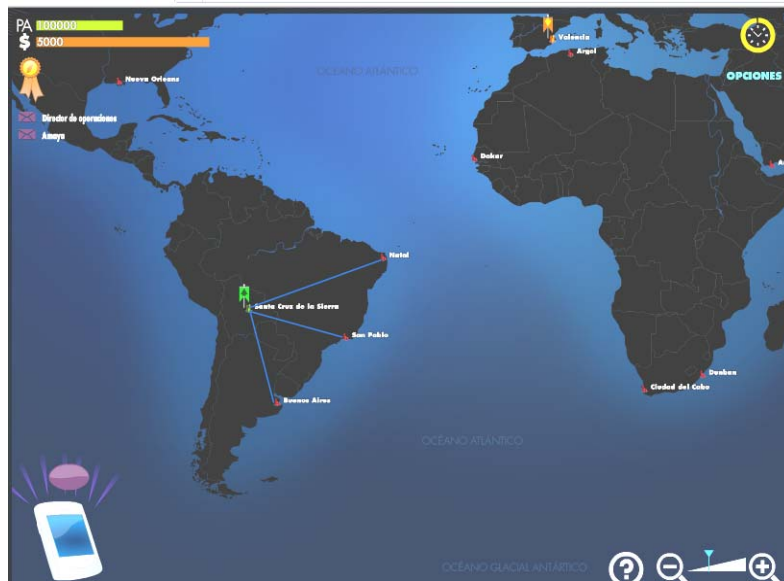 PA 100000
$ 5000
OCÉANO ATLÁNTICO
Valencia
Argel
OPCIONES
Nueva Orleans
Director de operaciones
Amaya
Dakar
A
Natal
Santa Cruz de la Sierra
San Pablo
Buenos Aires
Durban
Ciudad del Cabo
OCÉANO ATLÁNTICO
OCÉANO GLACIAL ANTÁRTICO
?